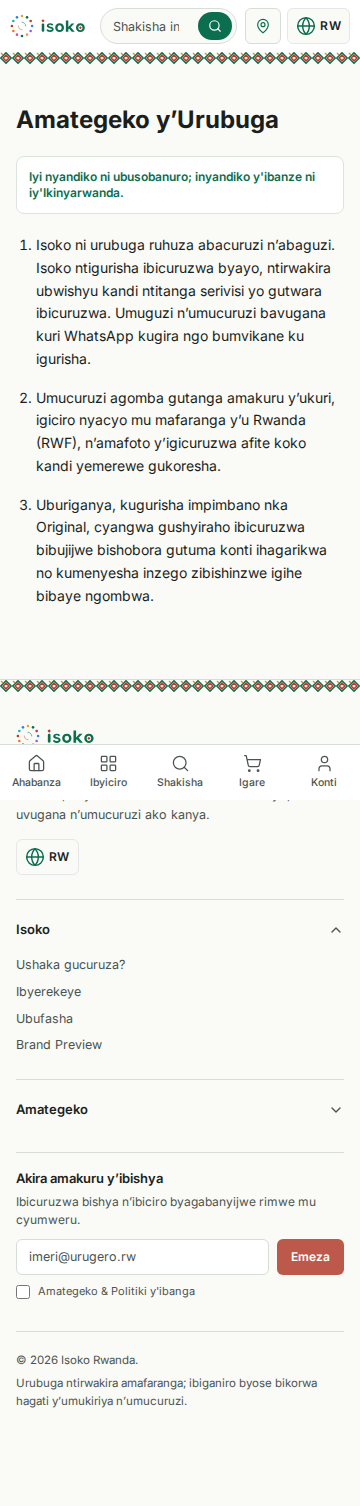 isoko
Shakisha in
RW
Amategeko y’Urubuga
Iyi nyandiko ni ubusobanuro; inyandiko y'ibanze ni
iy'Ikinyarwanda.
1. Isoko ni urubuga ruhuza abacuruzi n’abaguzi.
Isoko ntigurisha ibicuruzwa byayo, ntirwakira
ubwishyu kandi ntitanga serivisi yo gutwara
ibicuruzwa. Umuguzi n’umucuruzi bavugana
kuri WhatsApp kugira ngo bumvikane ku
igurisha.
2. Umucuruzi agomba gutanga amakuru y’ukuri,
igiciro nyacyo mu mafaranga y’u Rwanda
(RWF), n’amafoto y’igicuruzwa afite koko
kandi yemerewe gukoresha.
3. Uburiganya, kugurisha impimbano nka
Original, cyangwa gushyiraho ibicuruzwa
bibujijwe bishobora gutuma konti ihagarikwa
no kumenyesha inzego zibishinzwe igihe
bibaye ngombwa.
isoko
Ahabanza
Ibyiciro
Shakisha
Igare
Konti
uvugana n’umucuruzi ako kanya.
RW
Isoko
Ushaka gucuruza?
Ibyerekeye
Ubufasha
Brand Preview
Amategeko
Akira amakuru y’ibishya
Ibicuruzwa bishya n’ibiciro byagabanyijwe rimwe mu
cyumweru.
imeri@urugero.rw
Emeza
Amategeko & Politiki y'ibanga
© 2026 Isoko Rwanda.
Urubuga ntirwakira amafaranga; ibiganiro byose bikorwa
hagati y’umukiriya n’umucuruzi.